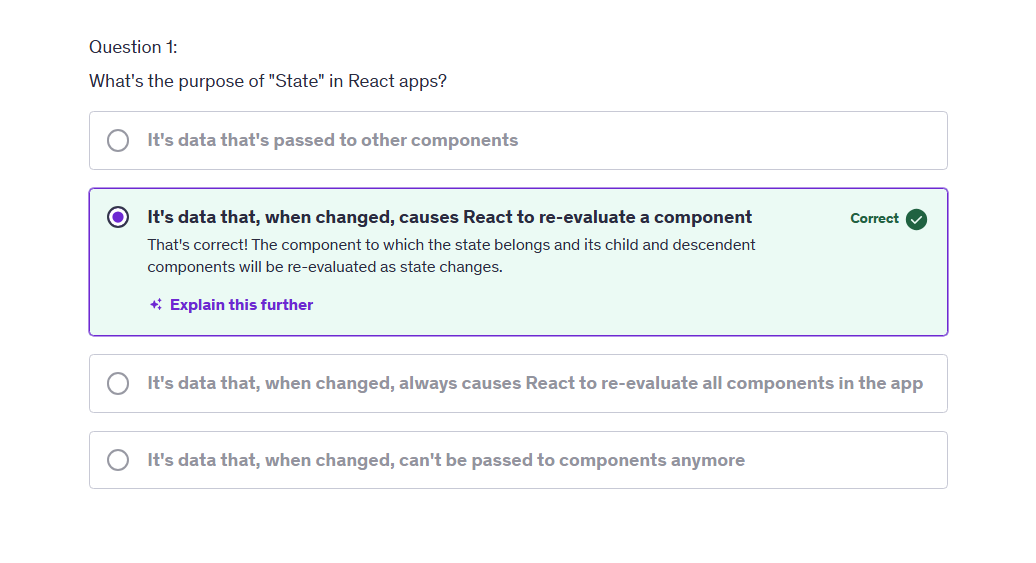 Question 1:
What's the purpose of "State" in React apps?
It's data that's passed to other components
It's data that, when changed, causes React to re-evaluate a component
Correct
That's correct! The component to which the state belongs and its child and descendent
components will be re-evaluated as state changes.
Explain this further
It's data that, when changed, always causes React to re-evaluate all components in the app
It's data that, when changed, can't be passed to components anymore